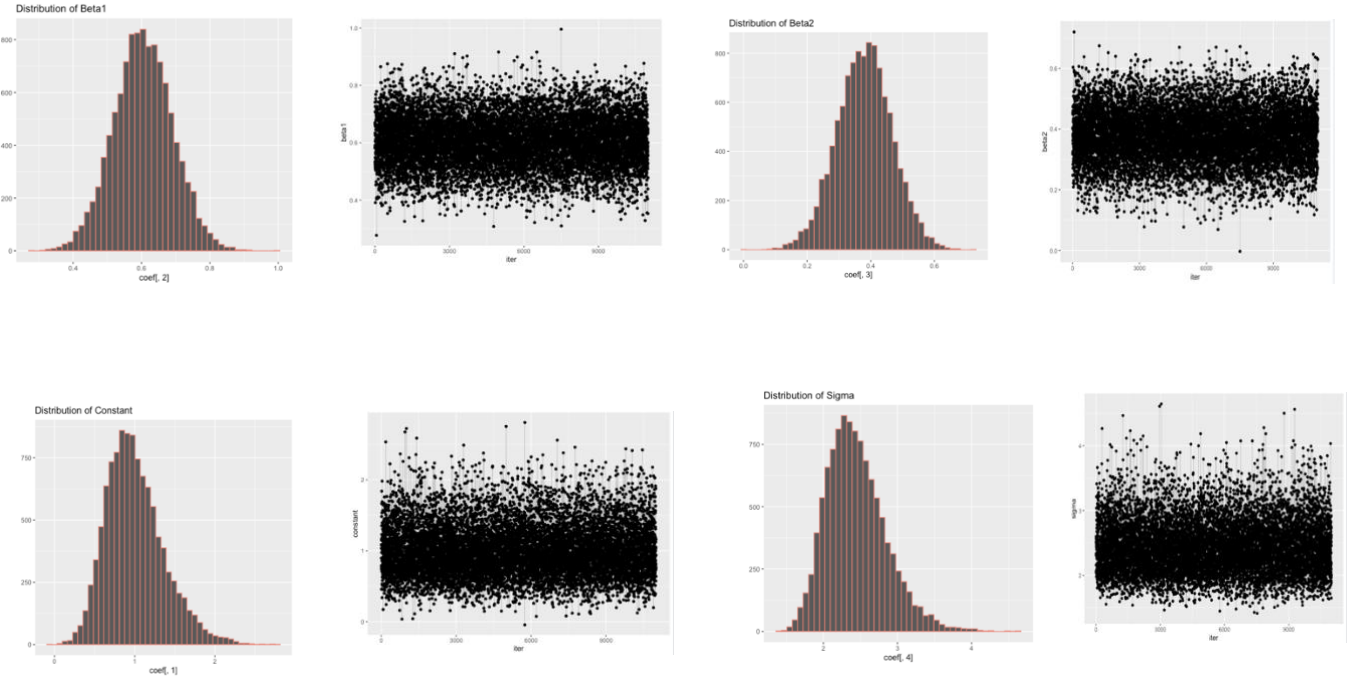 Distribution of Beta1
800
600
400
200
0
0.4 0.6 0.8 1.0
coef[, 2]
1.0
0.8
0.6
0.4
beta1
0 3000 6000 9000
iter
Distribution of Beta2
800
600
400
200
0
0.0 0.2 0.4 0.6
coef[, 3]
0.6
0.4
0.2
0.0
beta2
0 3000 6000 9000
iter
Distribution of Constant
750
500
250
0
0 1 2
coef[, 1]
2
1
0
constant
0 3000 6000 9000
iter
Distribution of Sigma
750
500
250
0
2 3 4
coef[, 4]
4
3
2
sigma
0 3000 6000 9000
iter